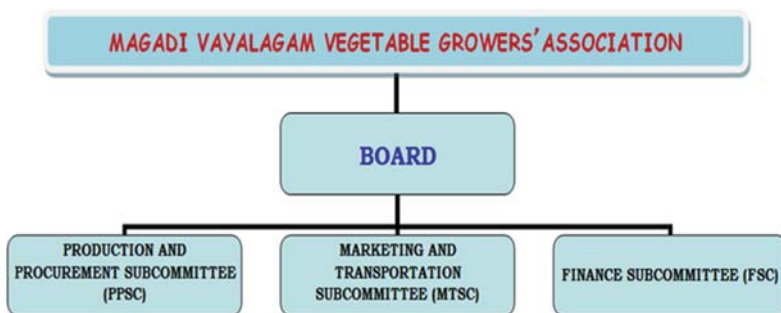 MAGADI VAYALAGAM VEGETABLE GROWERS' ASSOCIATION
BOARD
PRODUCTION AND
PROCUREMENT SUBCOMMITTEE
(PPSC)
MARKETING AND
TRANSPORTATION
SUBCOMMITTEE (MTSC)
FINANCE SUBCOMMITTEE (FSC)